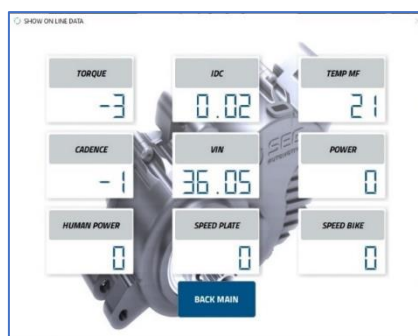 SHOW ON LINE DATA
TORQUE IDC TEMP MF
-3 0.02 21
CADENCE VIN POWER
-1 36.05 0
HUMAN POWER SPEED PLATE SPEED BIKE
0 0 0
BACK MAIN